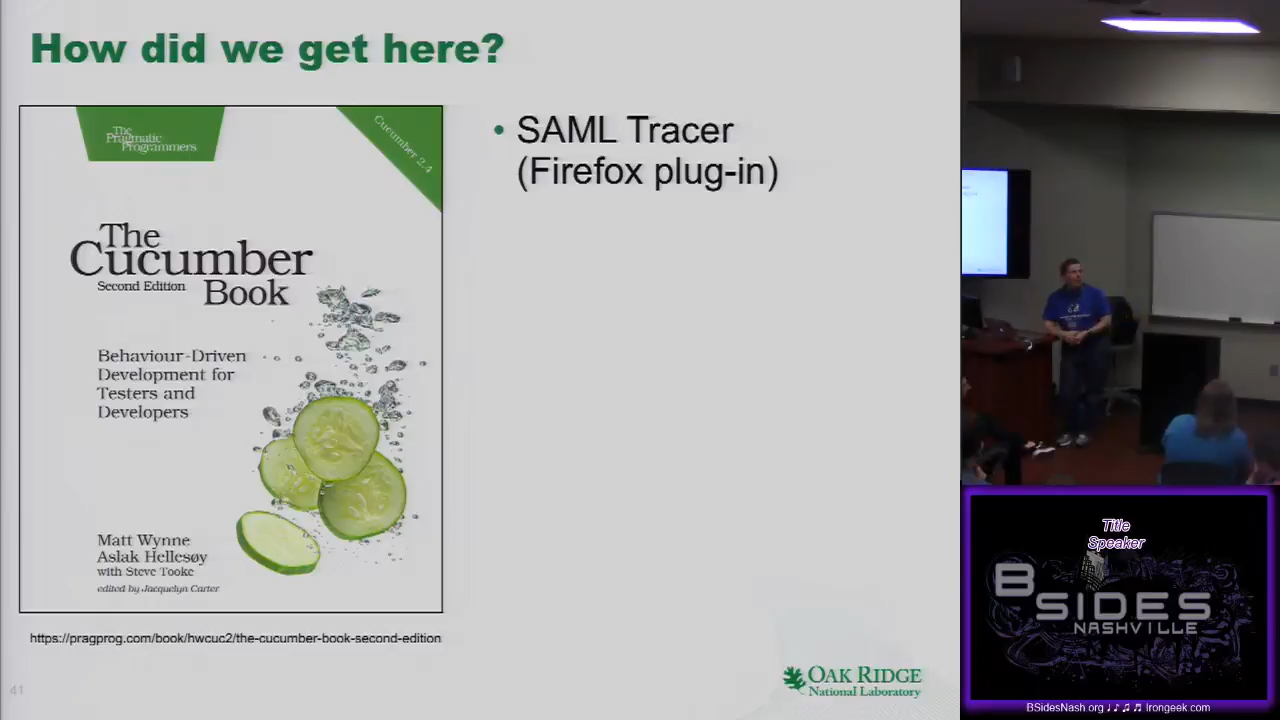 How did we get here?
The
Pragmatic
Programmers
Cucumber 2.4
The
Cucumber
Second Edition
Book
Behaviour-Driven
Development for
Testers and
Developers
Matt Wynne
Aslak Hellesøy
with Steve Tooke
edited by Jacquelyn Carter
https://pragprog.com/book/hwcuc2/the-cucumber-book-second-edition
• SAML Tracer
(Firefox plug-in)
41
OAK RIDGE
National Laboratory
Title
Speaker
BSIDES
NASHVILLE
BSidesNash.org ♩ ♪ ♫ ♬ Irongeek.com